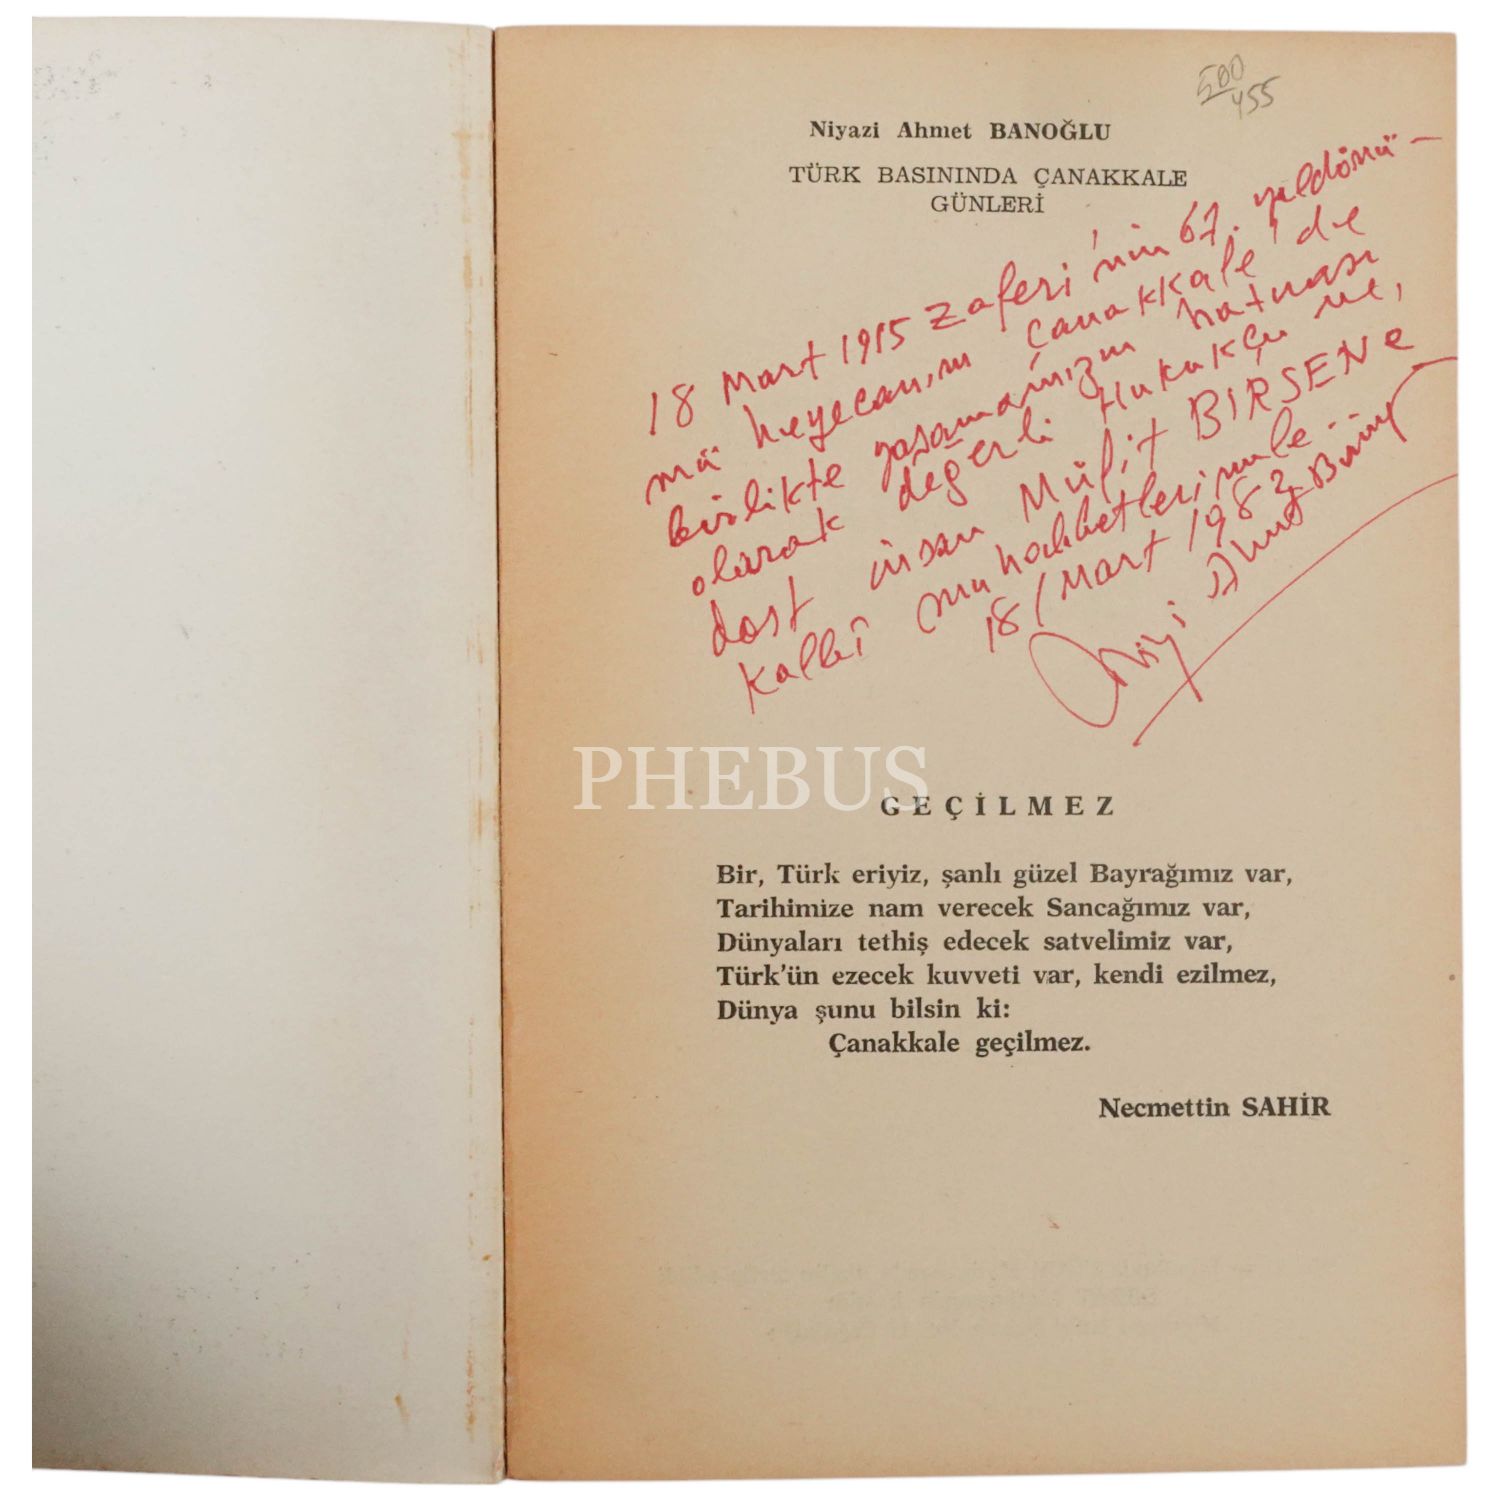 500
455
Niyazi Ahmet BANOĞLU
TÜRK BASININDA ÇANAKKALE
GÜNLERİ
18 Mart 1915 Zaferi'nin 67. yıldönü-
mü heyecanını Çanakkale'de
birlikte yaşamamızın hatırası
olarak değerli Hukukçu ve,
dost insan Müfit BİRSEN e
kalbî muhabbetlerimle.
18/Mart 1982
PHEBUS
GEÇİLMEZ
Bir, Türk eriyiz, şanlı güzel Bayrağımız var,
Tarihimize nam verecek Sancağımız var,
Dünyaları tethiş edecek satvelimiz var,
Türk'ün ezecek kuvveti var, kendi ezilmez,
Dünya şunu bilsin ki:
Çanakkale geçilmez.
Necmettin SAHİR